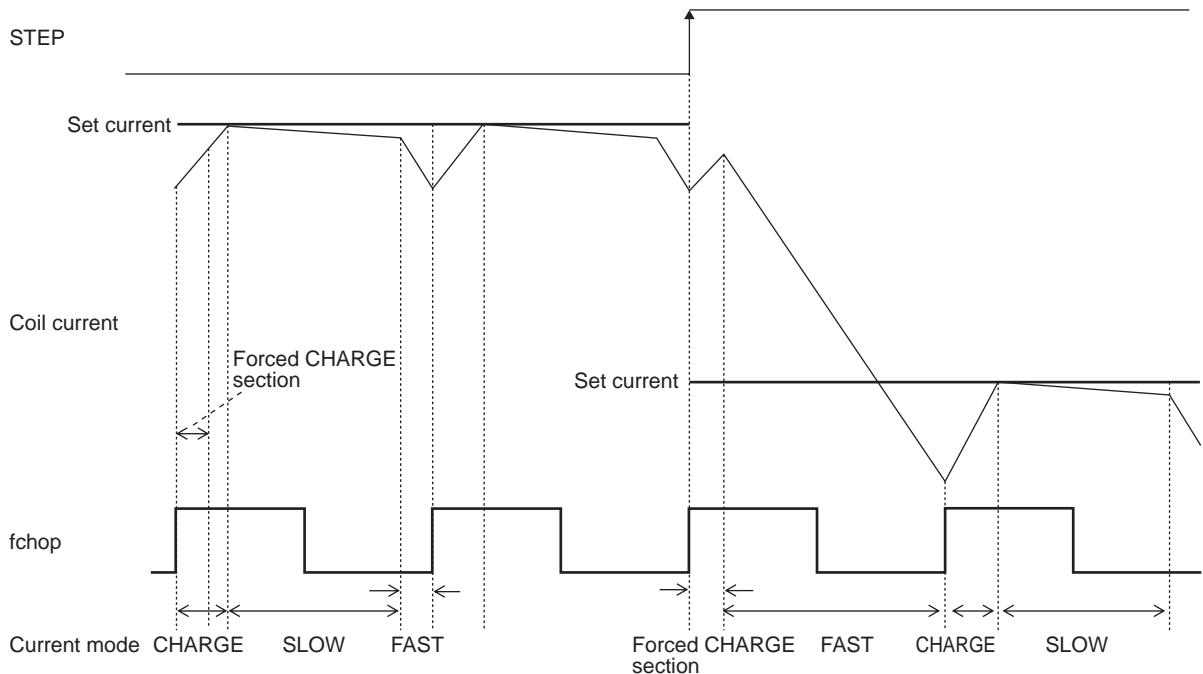 STEP
Set current
Coil current
Forced CHARGE
section
Set current
fchop
Current mode CHARGE SLOW FAST Forced CHARGE FAST CHARGE SLOW
section